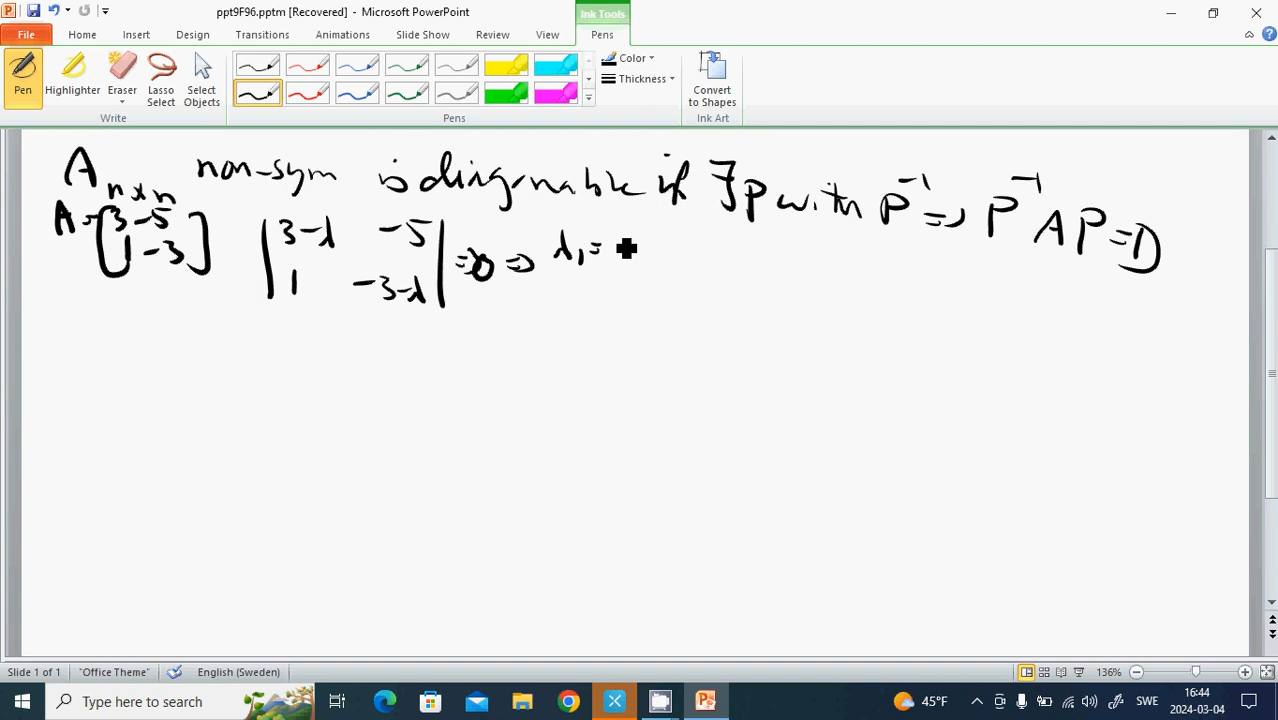 ppt9F96.pptm [Recovered] - Microsoft PowerPoint
Ink Tools
File Home Insert Design Transitions Animations Slide Show Review View Pens
Pen Highlighter Eraser Lasso Select Select Objects
Color
Thickness
Convert to Shapes
Write Pens Ink Art
A n×n non-sym is diagonable if ∃ P with P⁻¹ => P⁻¹ A P = D
A = [3 -5
1 -3]
|3-λ -5
1 -3-λ| = 0 => λ₁ =
Slide 1 of 1 "Office Theme" English (Sweden) 136%
Type here to search 45°F SWE 16:44
2024-03-04